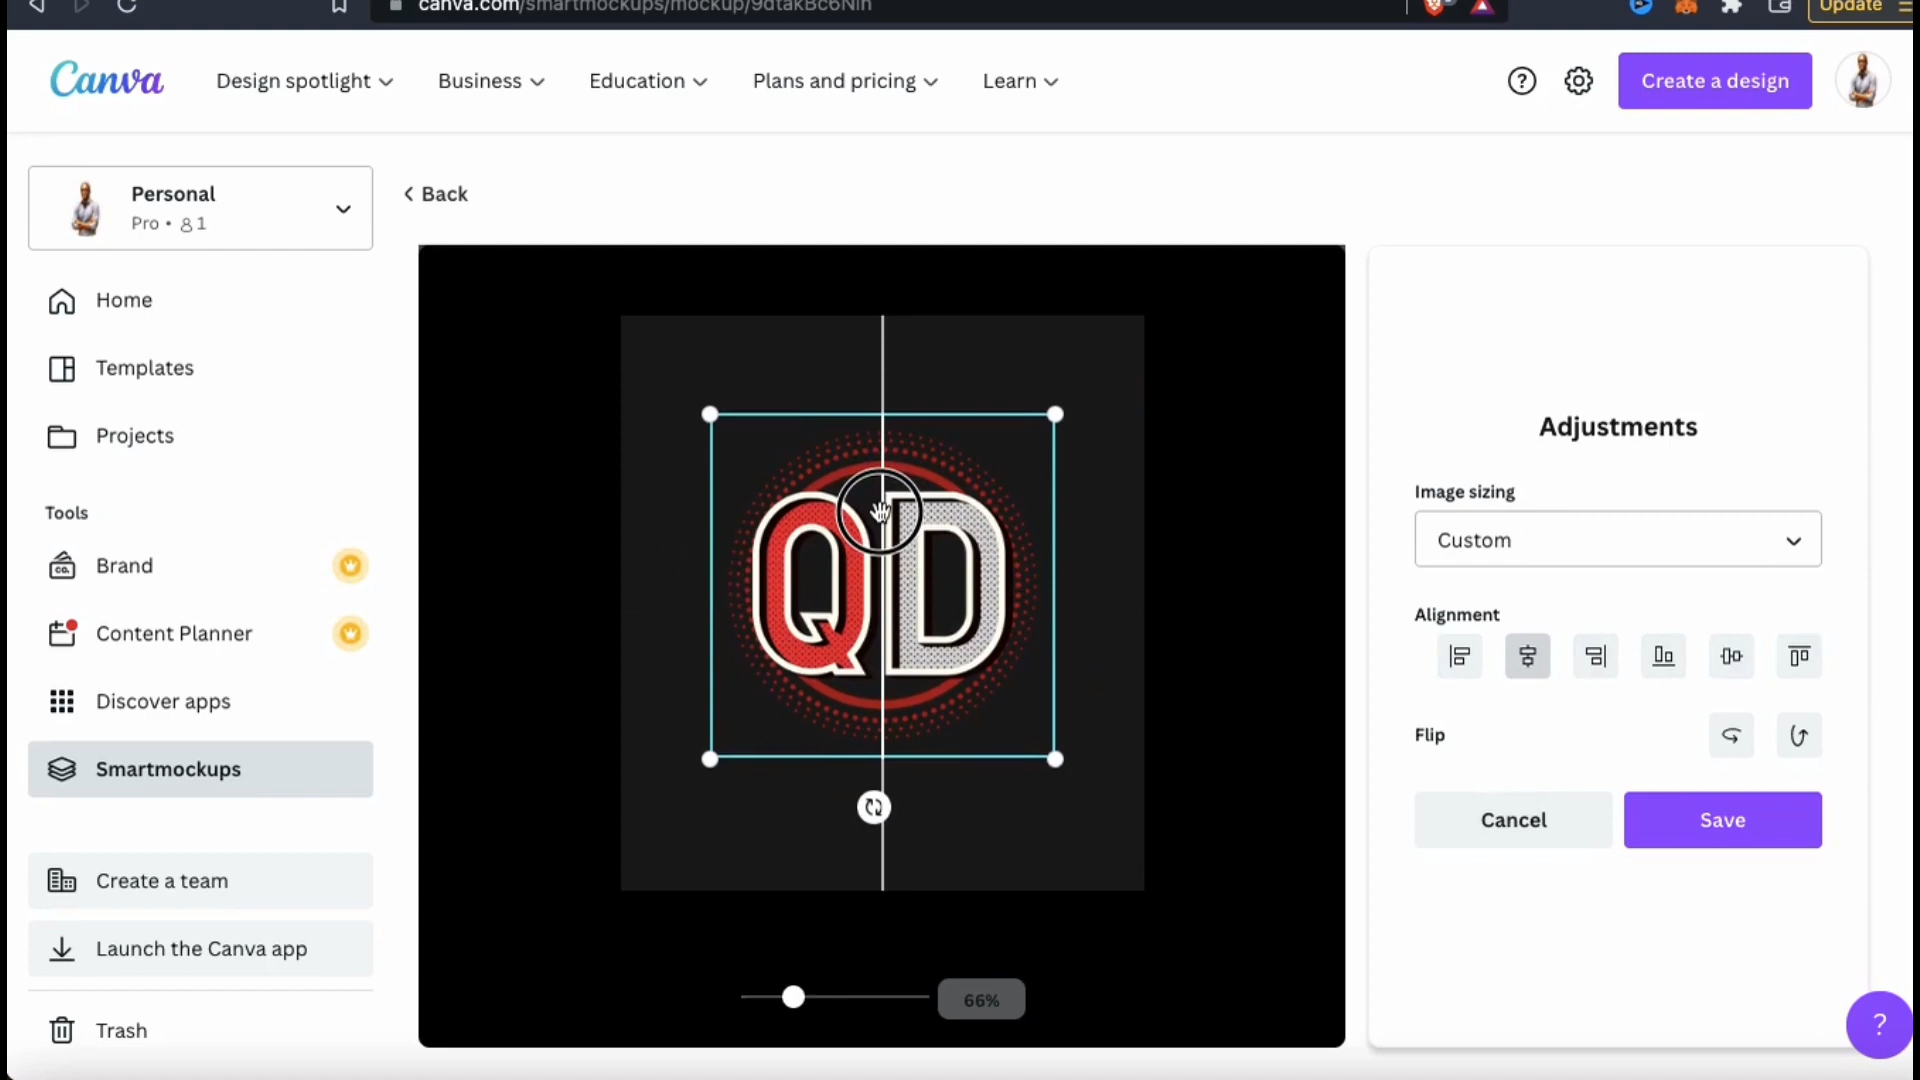 canva.com/smartmockups/mockup/9dtakBc6Nln
Update
Canva
Design spotlight
Business
Education
Plans and pricing
Learn
Create a design
Personal
Pro • 1
Back
Home
Templates
Projects
Tools
Brand
CO.
Content Planner
Discover apps
Smartmockups
Create a team
Launch the Canva app
Trash
QD
66%
Adjustments
Image sizing
Custom
Alignment
Flip
Cancel
Save
?